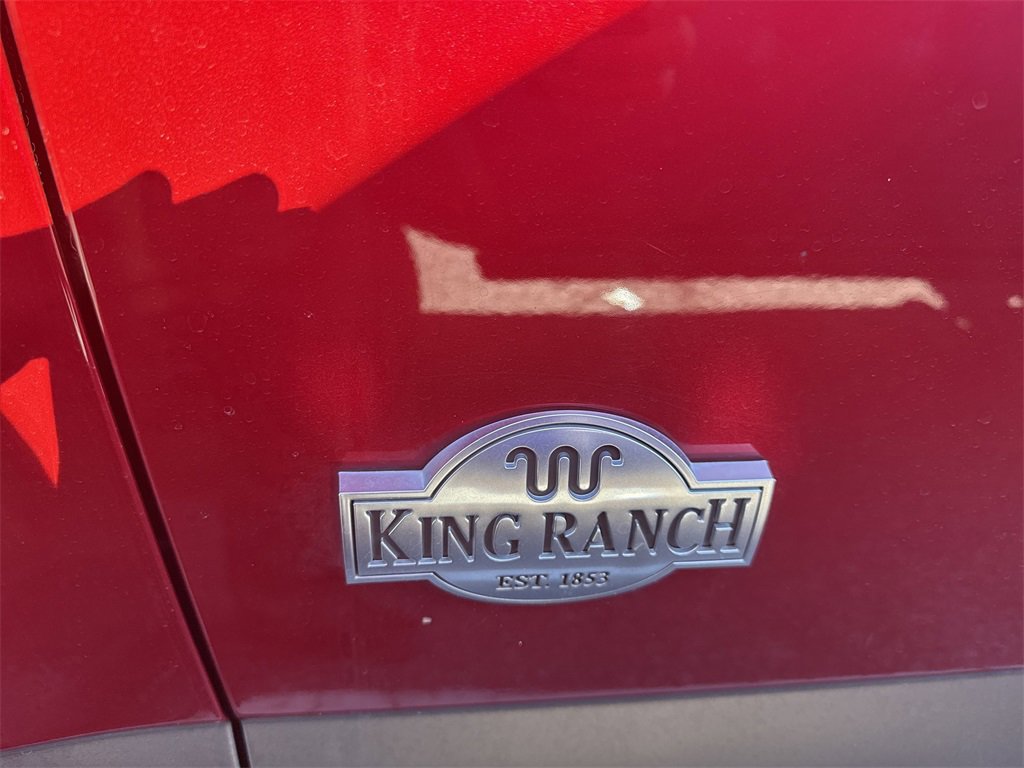 KING RANCH
EST. 1853